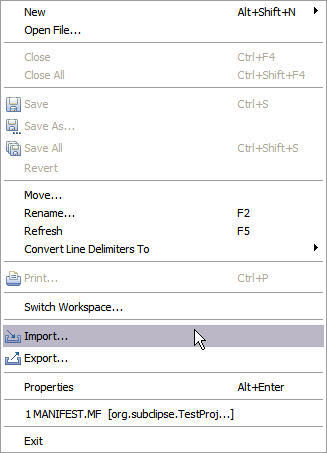 New Alt+Shift+N
Open File...
Close Ctrl+F4
Close All Ctrl+Shift+F4
Save Ctrl+S
Save As...
Save All Ctrl+Shift+S
Revert
Move...
Rename... F2
Refresh F5
Convert Line Delimiters To
Print... Ctrl+P
Switch Workspace...
Import...
Export...
Properties Alt+Enter
1 MANIFEST.MF [org.subclipse.TestProj...]
Exit